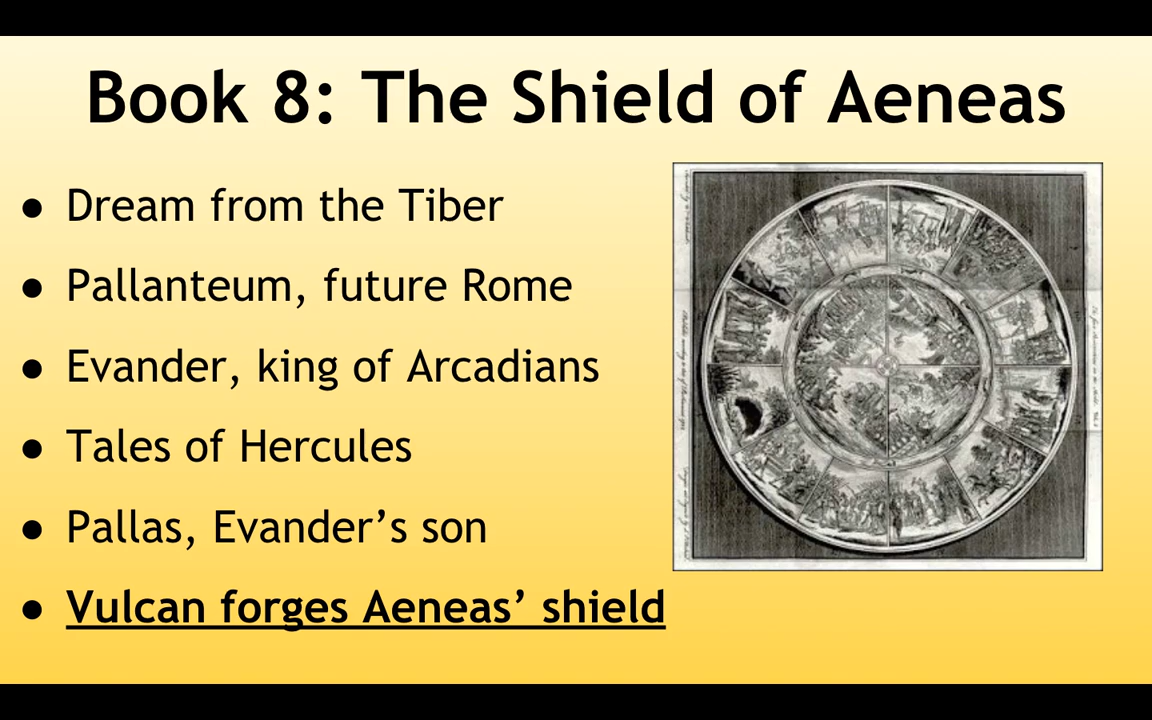 Book 8: The Shield of Aeneas
● Dream from the Tiber
● Pallanteum, future Rome
● Evander, king of Arcadians
● Tales of Hercules
● Pallas, Evander’s son
● Vulcan forges Aeneas’ shield